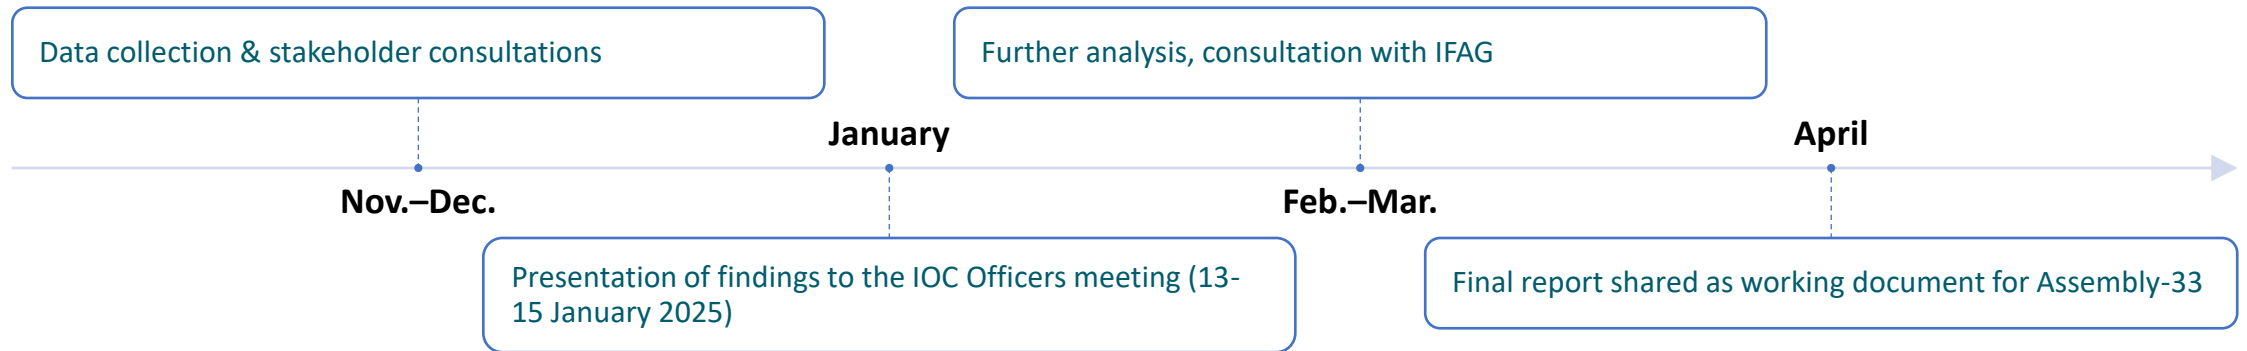 Data collection & stakeholder consultations
Further analysis, consultation with IFAG
January
April
Nov.–Dec.
Feb.–Mar.
Presentation of findings to the IOC Officers meeting (13-
15 January 2025)
Final report shared as working document for Assembly-33